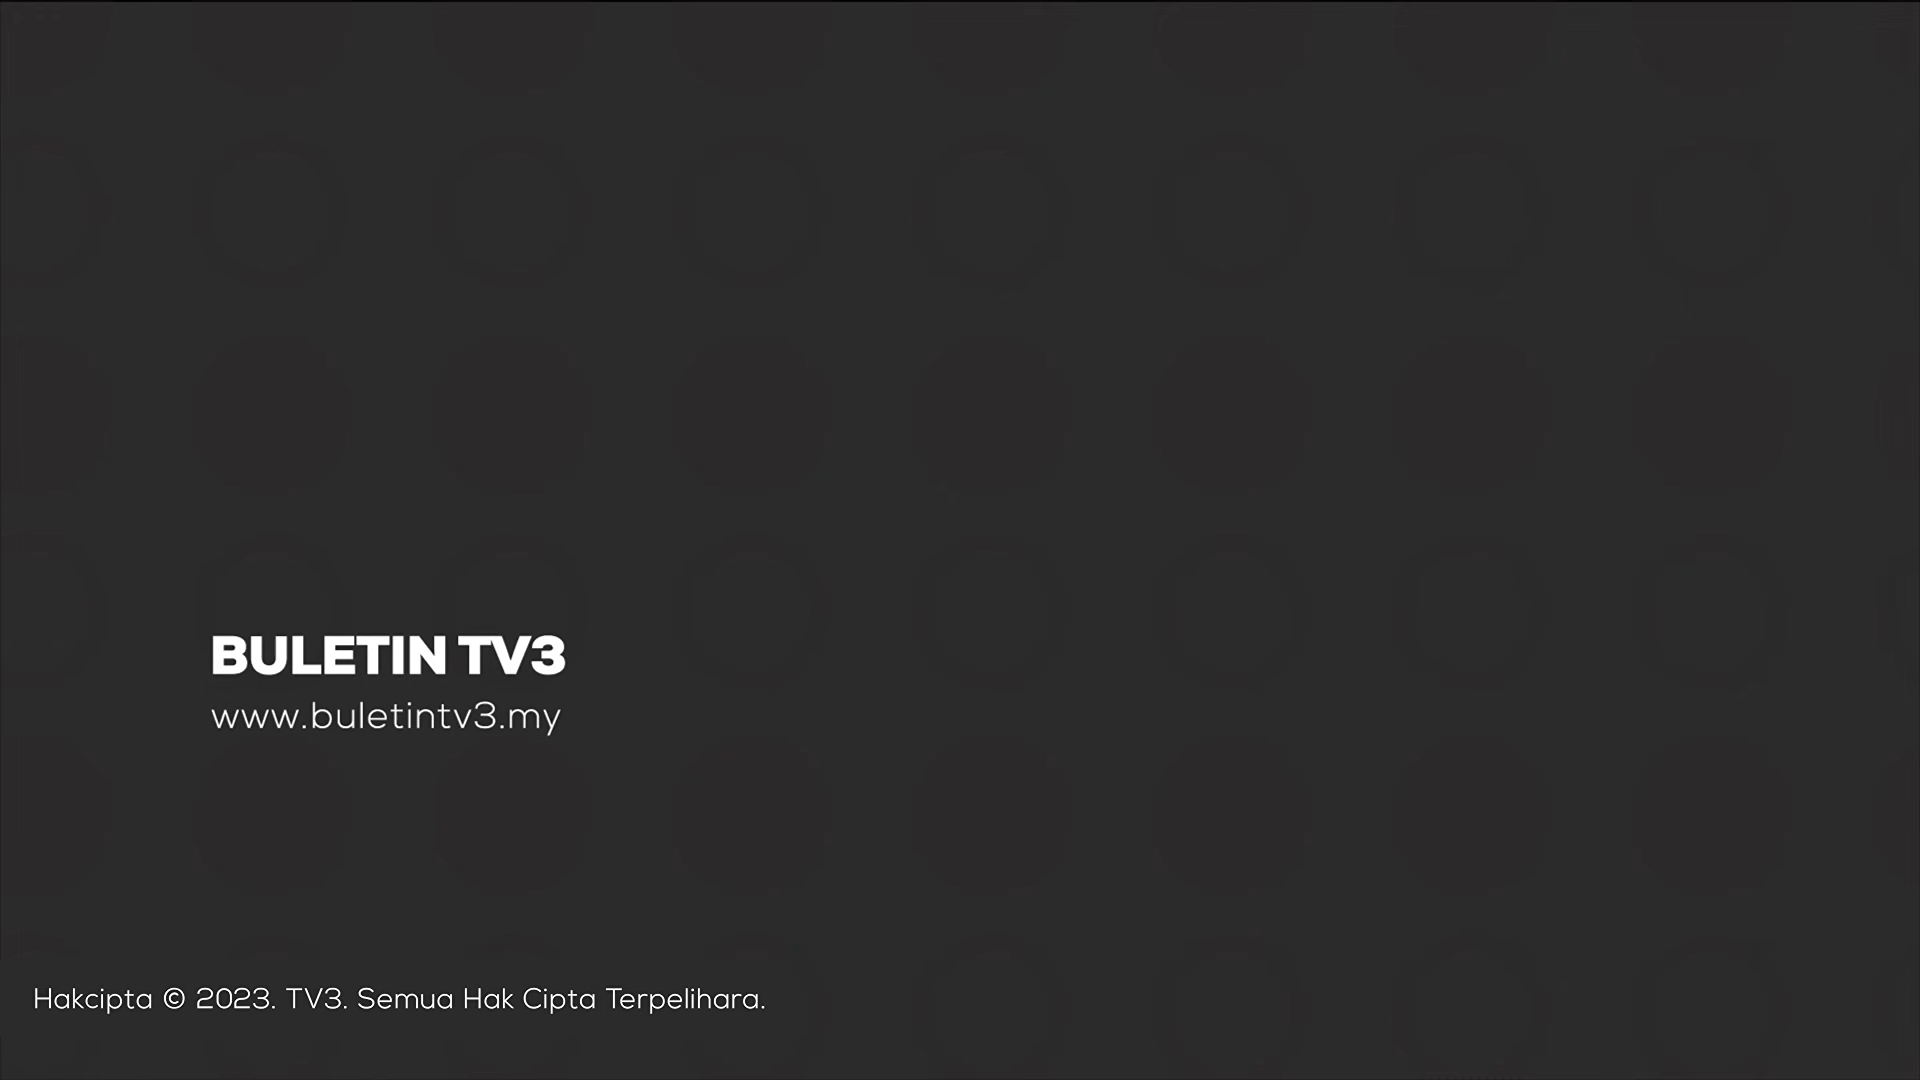 BULETIN TV3
www.buletintv3.my
Hakcipta © 2023. TV3. Semua Hak Cipta Terpelihara.